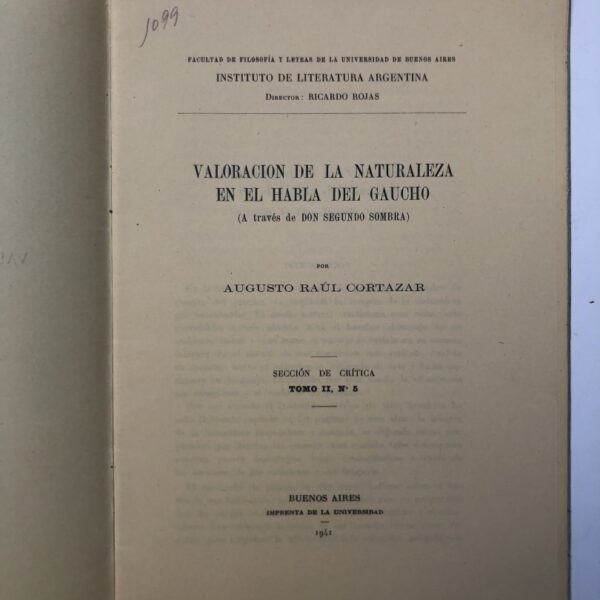 1099
FACULTAD DE FILOSOFÍA Y LETRAS DE LA UNIVERSIDAD DE BUENOS AIRES
INSTITUTO DE LITERATURA ARGENTINA
DIRECTOR: RICARDO ROJAS
VALORACION DE LA NATURALEZA
EN EL HABLA DEL GAUCHO
(A través de DON SEGUNDO SOMBRA)
POR
AUGUSTO RAÚL CORTAZAR
SECCIÓN DE CRÍTICA
TOMO II, Nº 5
BUENOS AIRES
IMPRENTA DE LA UNIVERSIDAD
1941